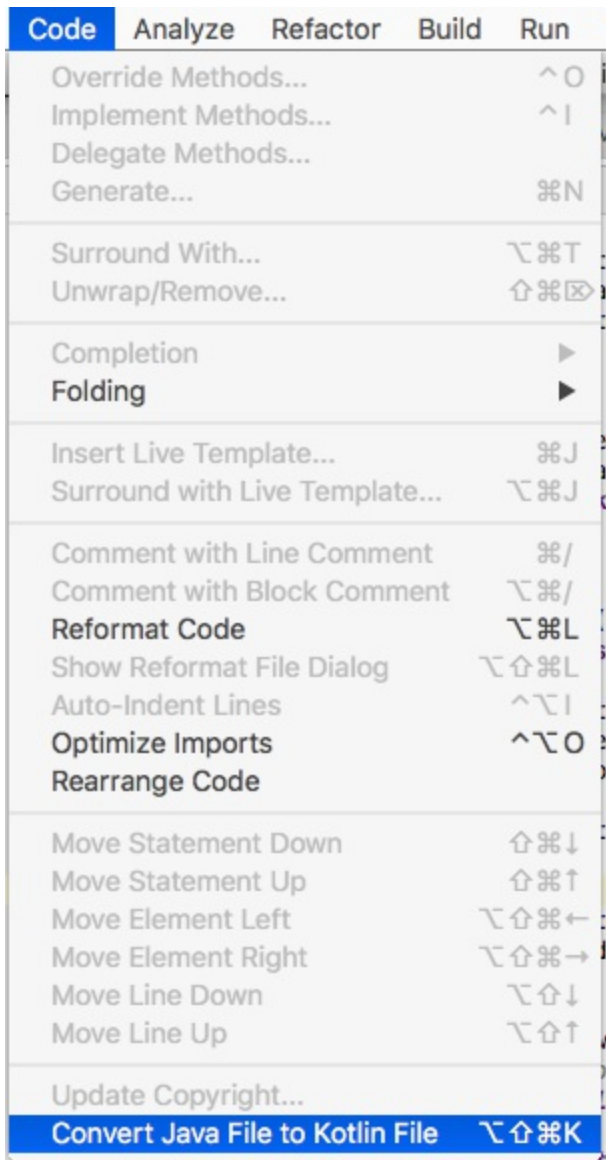 Code Analyze Refactor Build Run
Override Methods... ^O
Implement Methods... ^I
Delegate Methods...
Generate... ⌘N
Surround With... ⌥⌘T
Unwrap/Remove... ⇧⌘⌦
Completion ▶
Folding ▶
Insert Live Template... ⌘J
Surround with Live Template... ⌥⌘J
Comment with Line Comment ⌘/
Comment with Block Comment ⌥⌘/
Reformat Code ⌥⌘L
Show Reformat File Dialog ⌥⇧⌘L
Auto-Indent Lines ^⌥I
Optimize Imports ^⌥O
Rearrange Code
Move Statement Down ⇧⌘↓
Move Statement Up ⇧⌘↑
Move Element Left ⌥⇧⌘←
Move Element Right ⌥⇧⌘→
Move Line Down ⌥⇧↓
Move Line Up ⌥⇧↑
Update Copyright...
Convert Java File to Kotlin File ⌥⇧⌘K